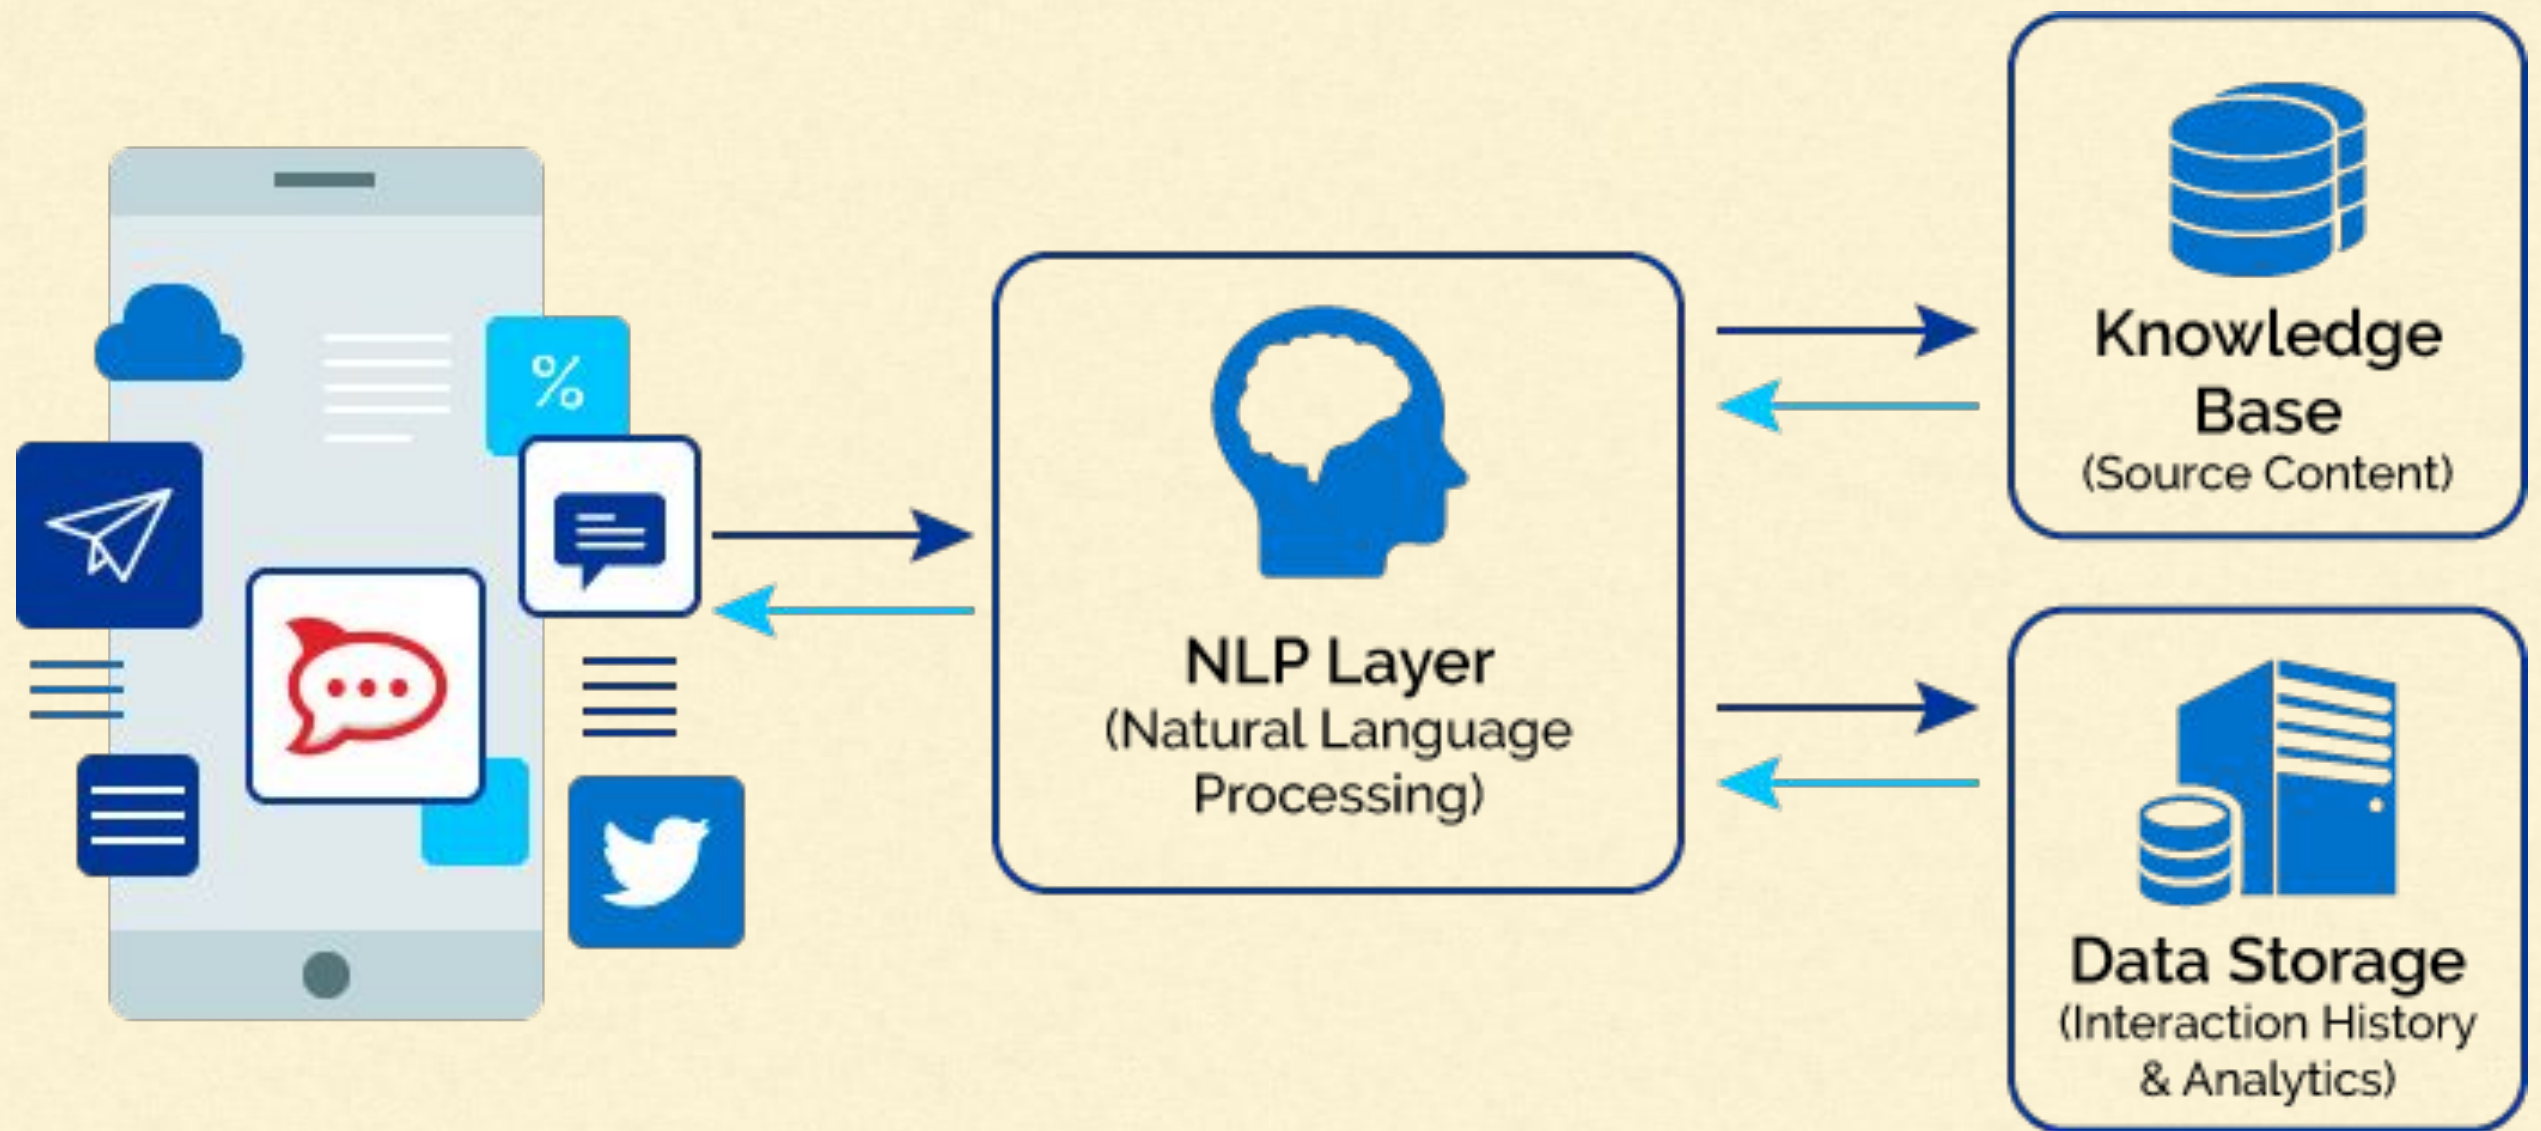 %
NLP Layer
(Natural Language
Processing)
Knowledge
Base
(Source Content)
Data Storage
(Interaction History
& Analytics)